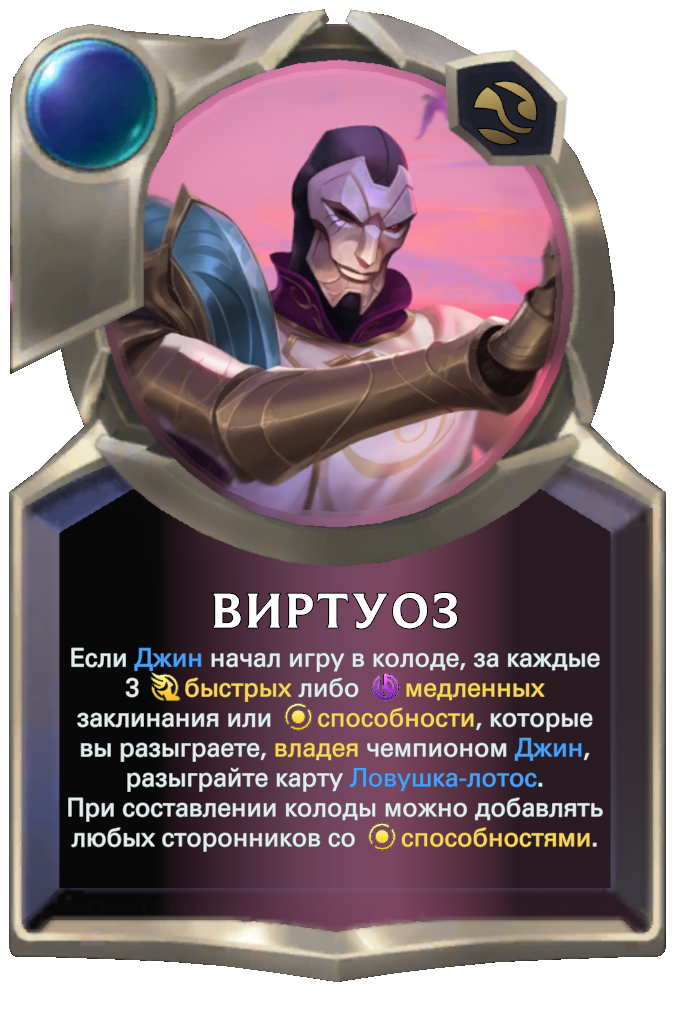 ВИРТУОЗ
Если Джин начал игру в колоде, за каждые
3 быстрых либо медленных
заклинания или способности, которые
вы разыграете, владея чемпионом Джин,
разыграйте карту Ловушка-лотос.
При составлении колоды можно добавлять
любых сторонников со способностями.